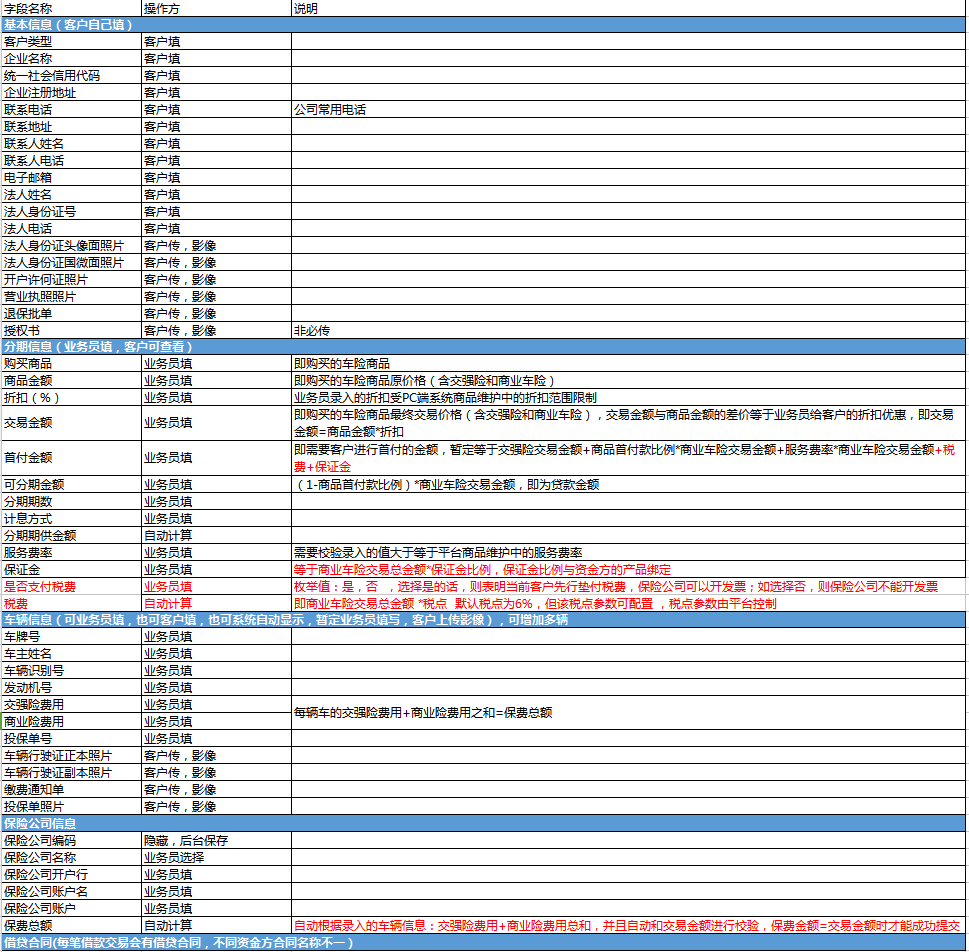 字段名称 操作方 说明
基本信息（客户自己填）
客户类型 客户填
企业名称 客户填
统一社会信用代码 客户填
企业注册地址 客户填
联系电话 客户填 公司常用电话
联系地址 客户填
联系人姓名 客户填
联系人电话 客户填
电子邮箱 客户填
法人姓名 客户填
法人身份证号 客户填
法人电话 客户填
法人身份证头像面照片 客户传，影像
法人身份证国徽面照片 客户传，影像
开户许可证照片 客户传，影像
营业执照照片 客户传，影像
退保批单 客户传，影像
授权书 客户传，影像 非必传
分期信息（业务员填，客户可查看）
购买商品 业务员填 即购买的车险商品
商品金额 业务员填 即购买的车险商品原价格（含交强险和商业车险）
折扣（%） 业务员填 业务员录入的折扣受PC端系统商品维护中的折扣范围限制
交易金额 业务员填 即购买的车险商品最终交易价格（含交强险和商业车险），交易金额与商品金额的差价等于业务员给客户的折扣优惠，即交易
金额=商品金额*折扣
首付金额 业务员填 即需要客户进行首付的金额，暂定等于交强险交易金额+商品首付款比例*商业车险交易金额+服务费率*商业车险交易金额+税
费+保证金
可分期金额 业务员填 （1-商品首付款比例）*商业车险交易金额，即为贷款金额
分期期数 业务员填
计息方式 业务员填
分期期供金额 自动计算
服务费率 业务员填 需要校验录入的值大于等于平台商品维护中的服务费率
保证金 业务员填 等于商业车险交易总金额*保证金比例，保证金比例与资金方的产品绑定
是否支付税费 业务员填 枚举值：是，否 ，选择是的话，则表明当前客户先行垫付税费，保险公司可以开发票；如选择否，则保险公司不能开发票
税费 自动计算 即商业车险交易总金额 *税点 默认税点为6%，但该税点参数可配置 ，税点参数由平台控制
车辆信息（可业务员填，也可客户填，也可系统自动显示，暂定业务员填写，客户上传影像），可增加多辆
车牌号 业务员填
车主姓名 业务员填
车辆识别号 业务员填
发动机号 业务员填
交强险费用 业务员填 每辆车的交强险费用+商业险费用之和=保费总额
商业险费用 业务员填
投保单号 业务员填
车辆行驶证正本照片 客户传，影像
车辆行驶证副本照片 客户传，影像
缴费通知单 客户传，影像
投保单照片 客户传，影像
保险公司信息
保险公司编码 隐藏，后台保存
保险公司名称 业务员选择
保险公司开户行 业务员填
保险公司账户名 业务员填
保险公司账户 业务员填
保费总额 自动计算 自动根据录入的车辆信息：交强险费用+商业险费用总和，并且自动和交易金额进行校验，保费金额=交易金额时才能成功提交
借贷合同(每笔借款交易会有借贷合同，不同资金方合同名称不一）